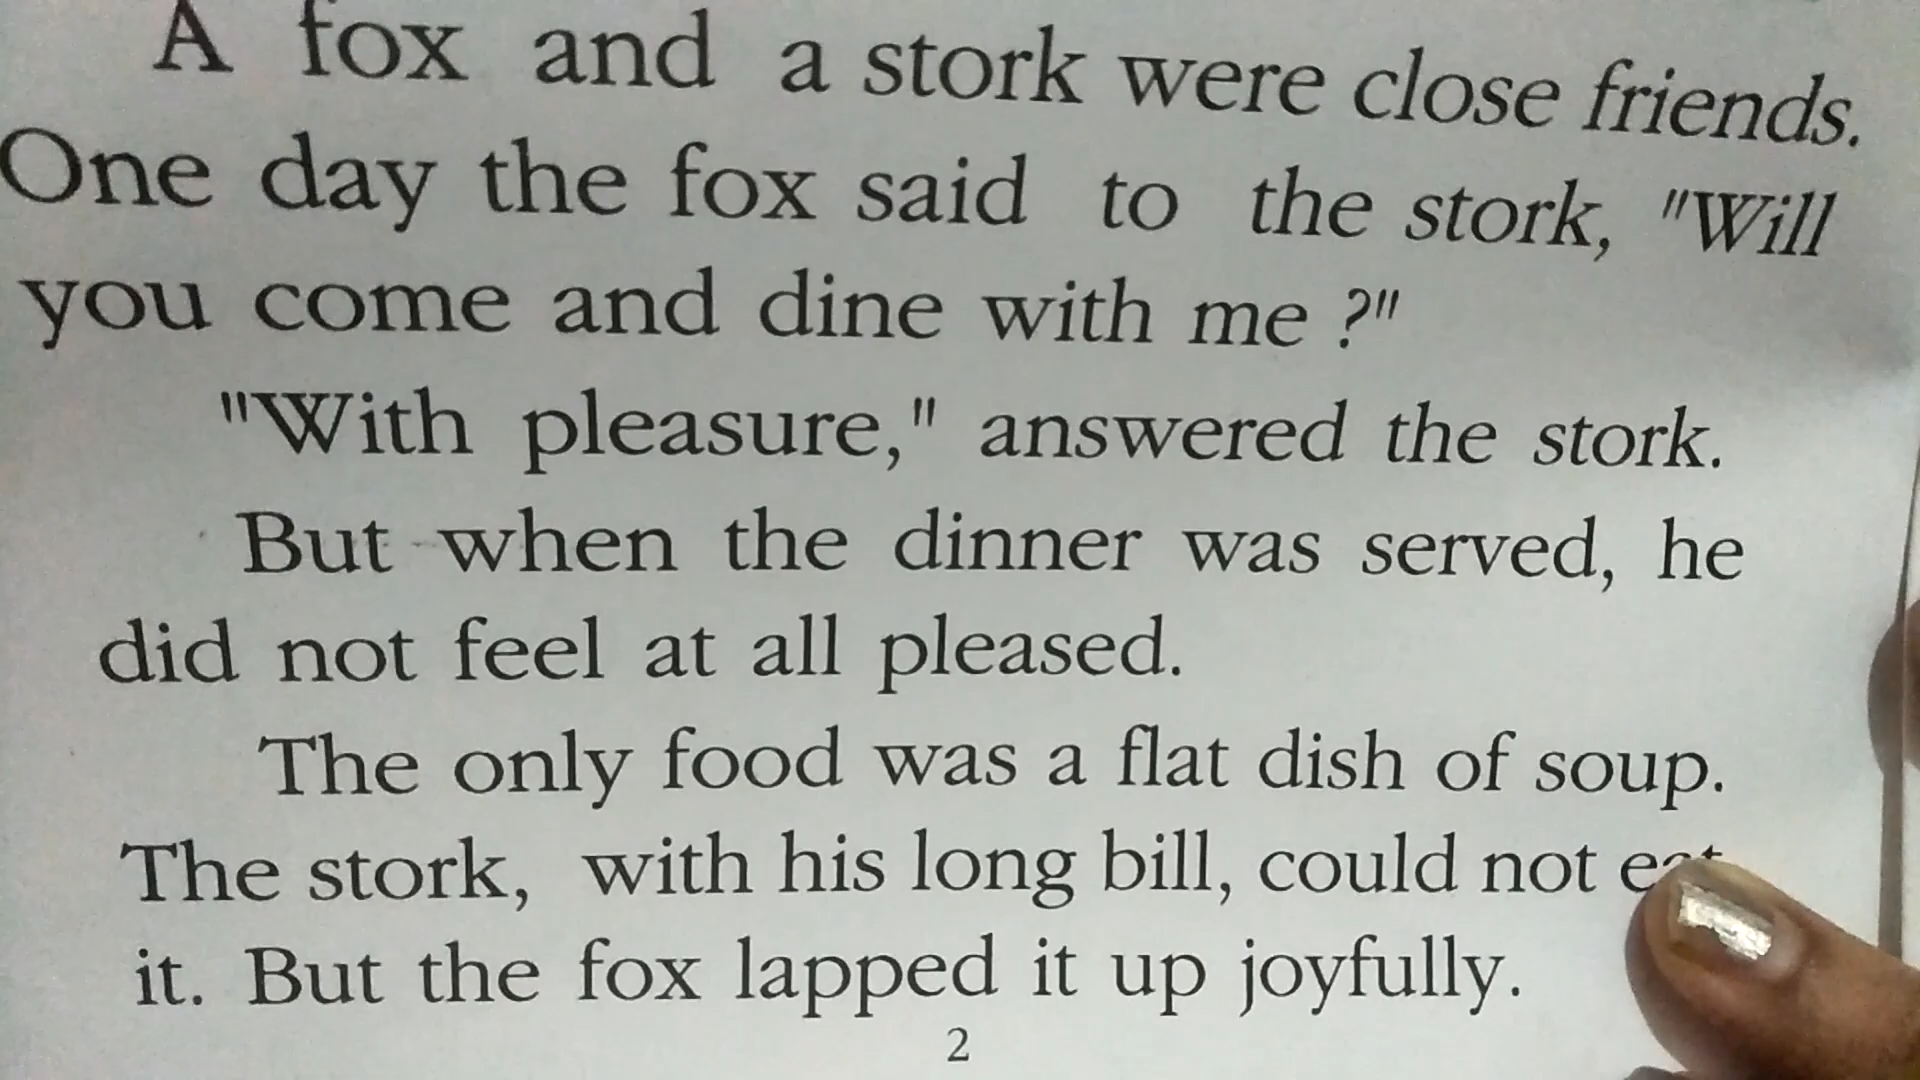 A fox and a stork were close friends.
One day the fox said to the stork, "Will
you come and dine with me ?"
"With pleasure," answered the stork.
But when the dinner was served, he
did not feel at all pleased.
The only food was a flat dish of soup.
The stork, with his long bill, could not eat
it. But the fox lapped it up joyfully.
2